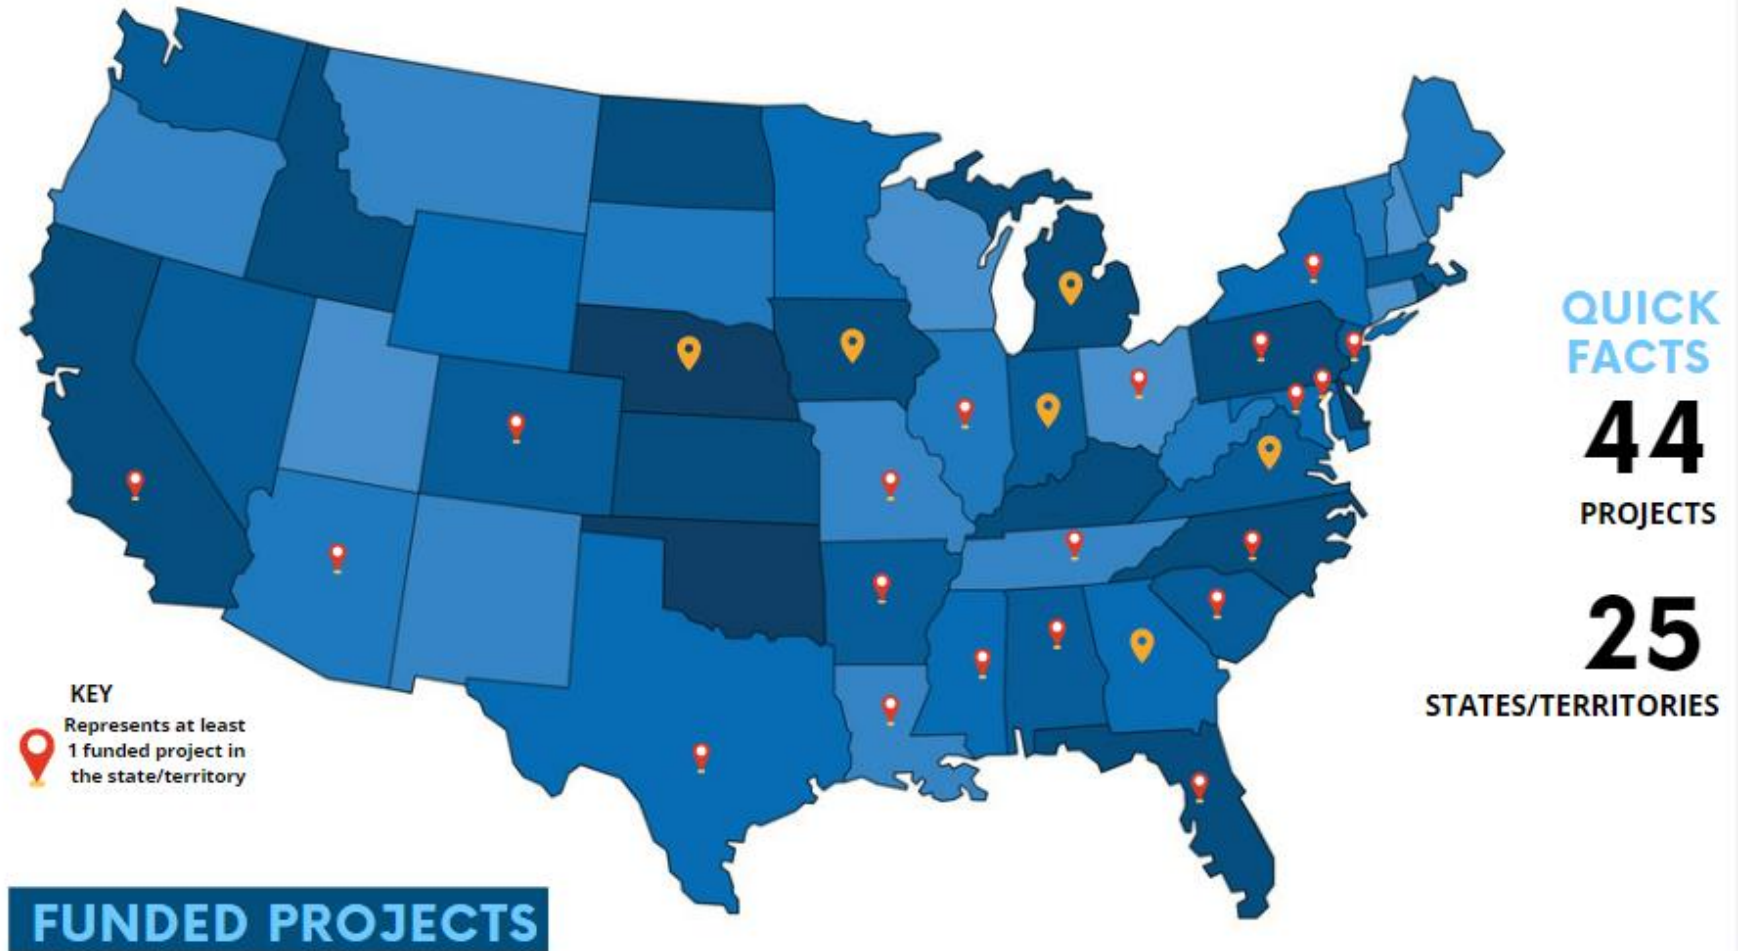 QUICK
FACTS
44
PROJECTS
25
STATES/TERRITORIES
KEY
Represents at least
1 funded project in
the state/territory
FUNDED PROJECTS